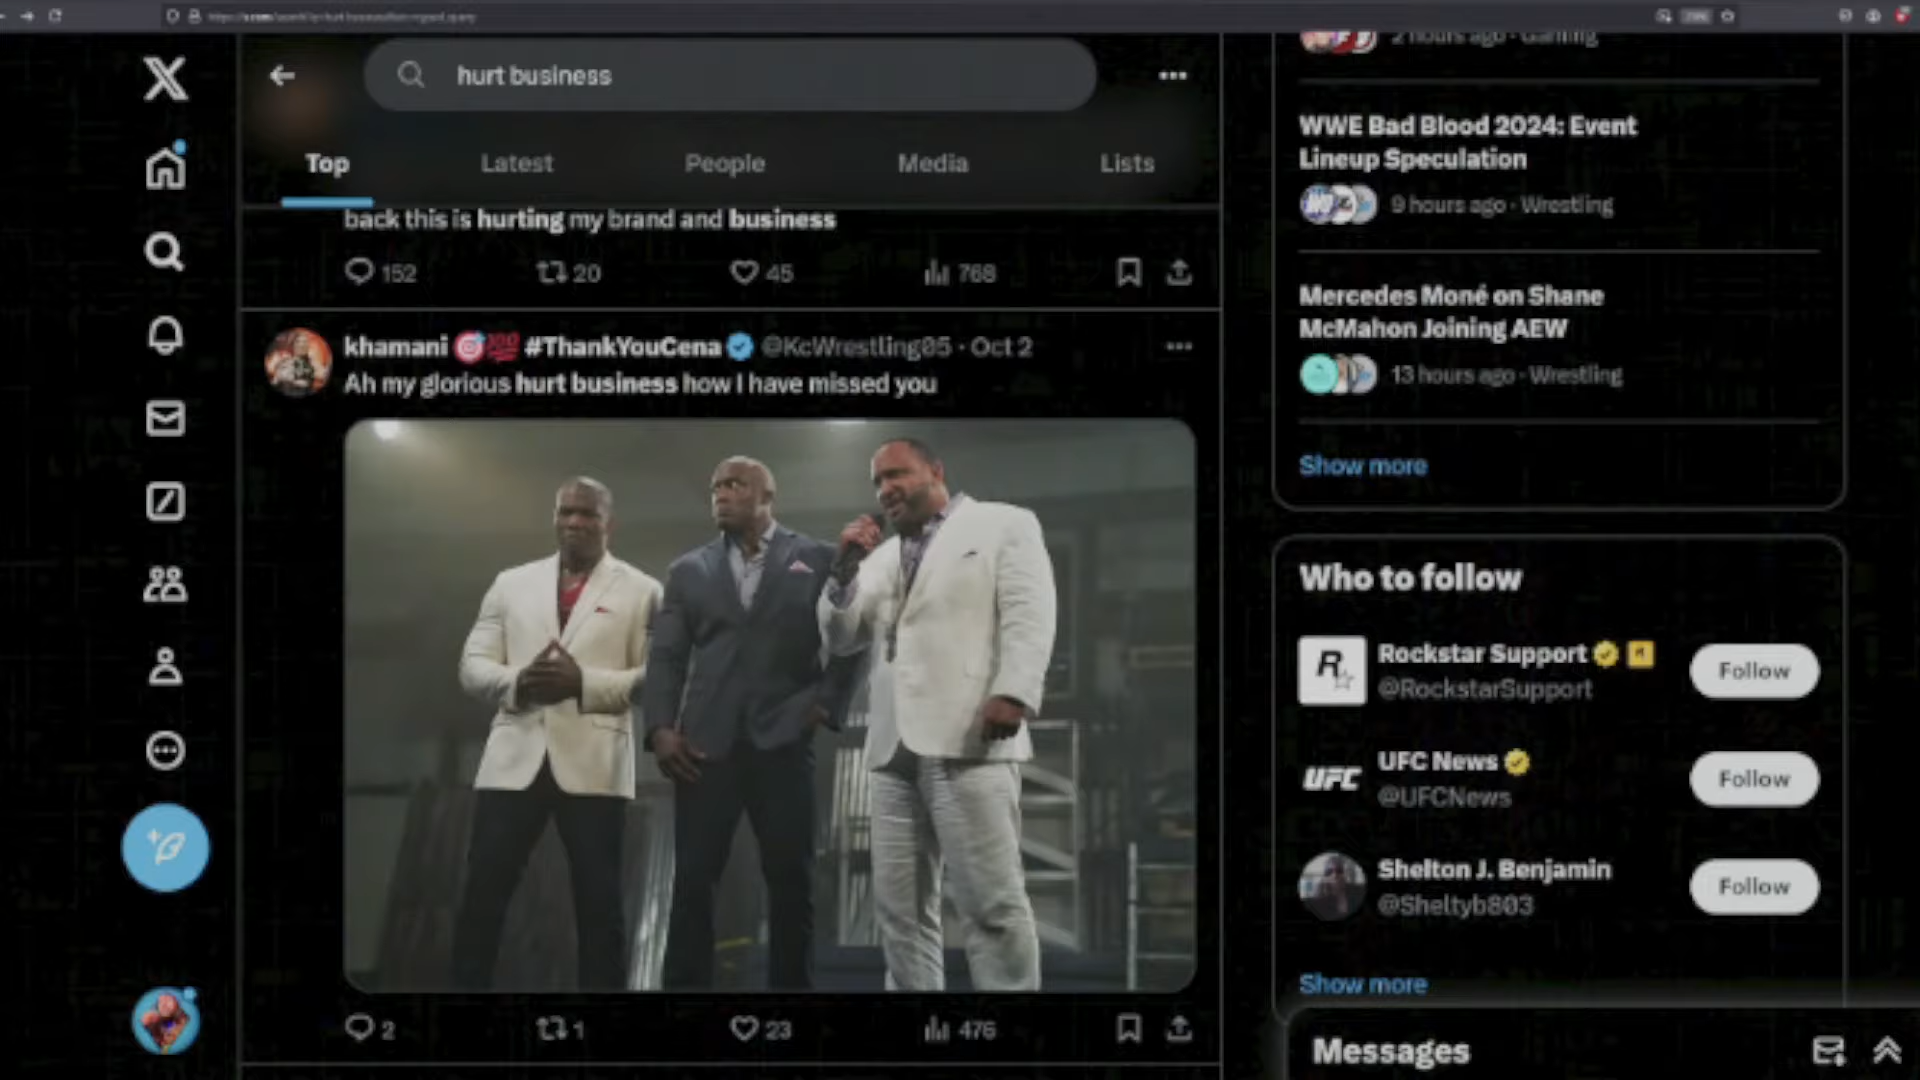 hurt business
Top
Latest
People
Media
Lists
back this is hurting my brand and business
152
20
45
768
khamani #ThankYouCena @KcWrestling05 · Oct 2
Ah my glorious hurt business how I have missed you
2
1
23
476
2 hours ago · Gaming
WWE Bad Blood 2024: Event
Lineup Speculation
9 hours ago · Wrestling
Mercedes Moné on Shane
McMahon Joining AEW
13 hours ago · Wrestling
Show more
Who to follow
Rockstar Support
@RockstarSupport
Follow
UFC
UFC News
@UFCNews
Follow
Shelton J. Benjamin
@Sheltyb803
Follow
Show more
Messages